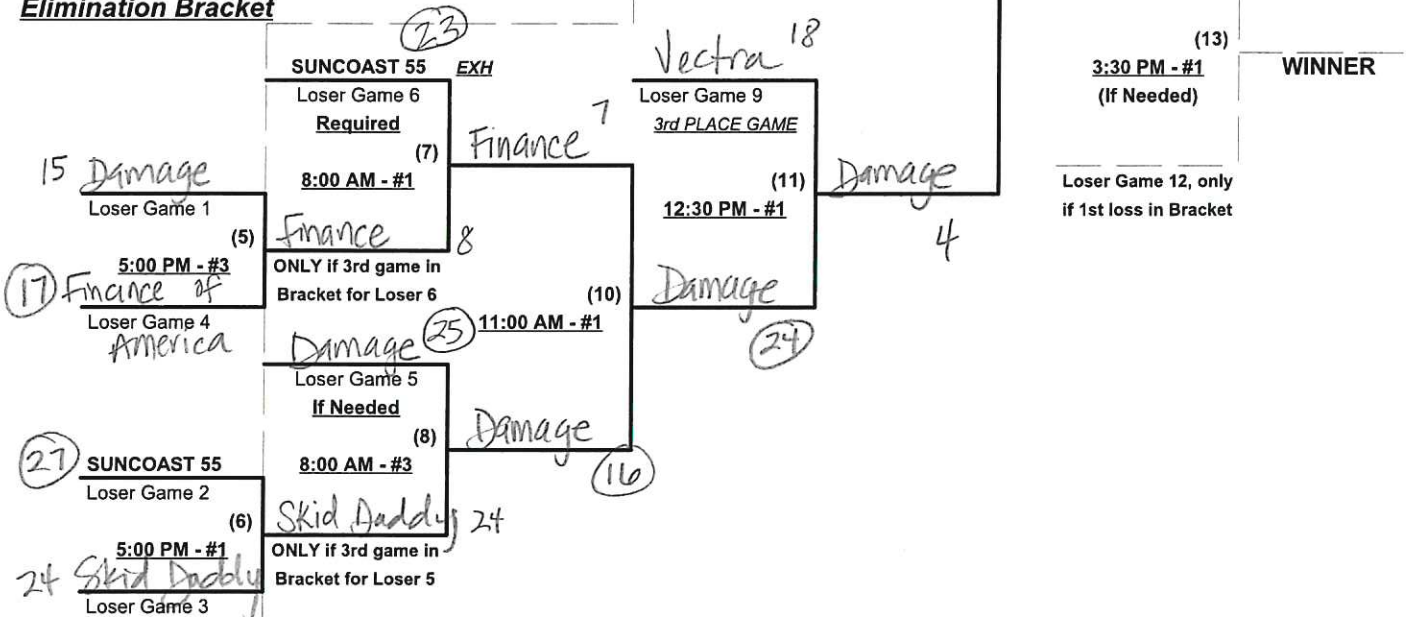 Elimination Bracket
23
SUNCOAST 55 EXH
Loser Game 6
Required
(7)
8:00 AM - #1
Finance 7
15 Damage
Loser Game 1
(5)
5:00 PM - #3
17 Finance of
Loser Game 4
America
Finance 8
ONLY if 3rd game in
Bracket for Loser 6
Damage 25
Loser Game 5
If Needed
(8)
8:00 AM - #3
Damage
16
27 SUNCOAST 55
Loser Game 2
(6)
5:00 PM - #1
24 Skid Daddy
Loser Game 3
Skid Daddy 24
ONLY if 3rd game in
Bracket for Loser 5
(10)
11:00 AM - #1
Vectra 18
Loser Game 9
3rd PLACE GAME
(11)
12:30 PM - #1
Damage
24
Damage
4
(13)
3:30 PM - #1
(If Needed)
Loser Game 12, only
if 1st loss in Bracket
WINNER